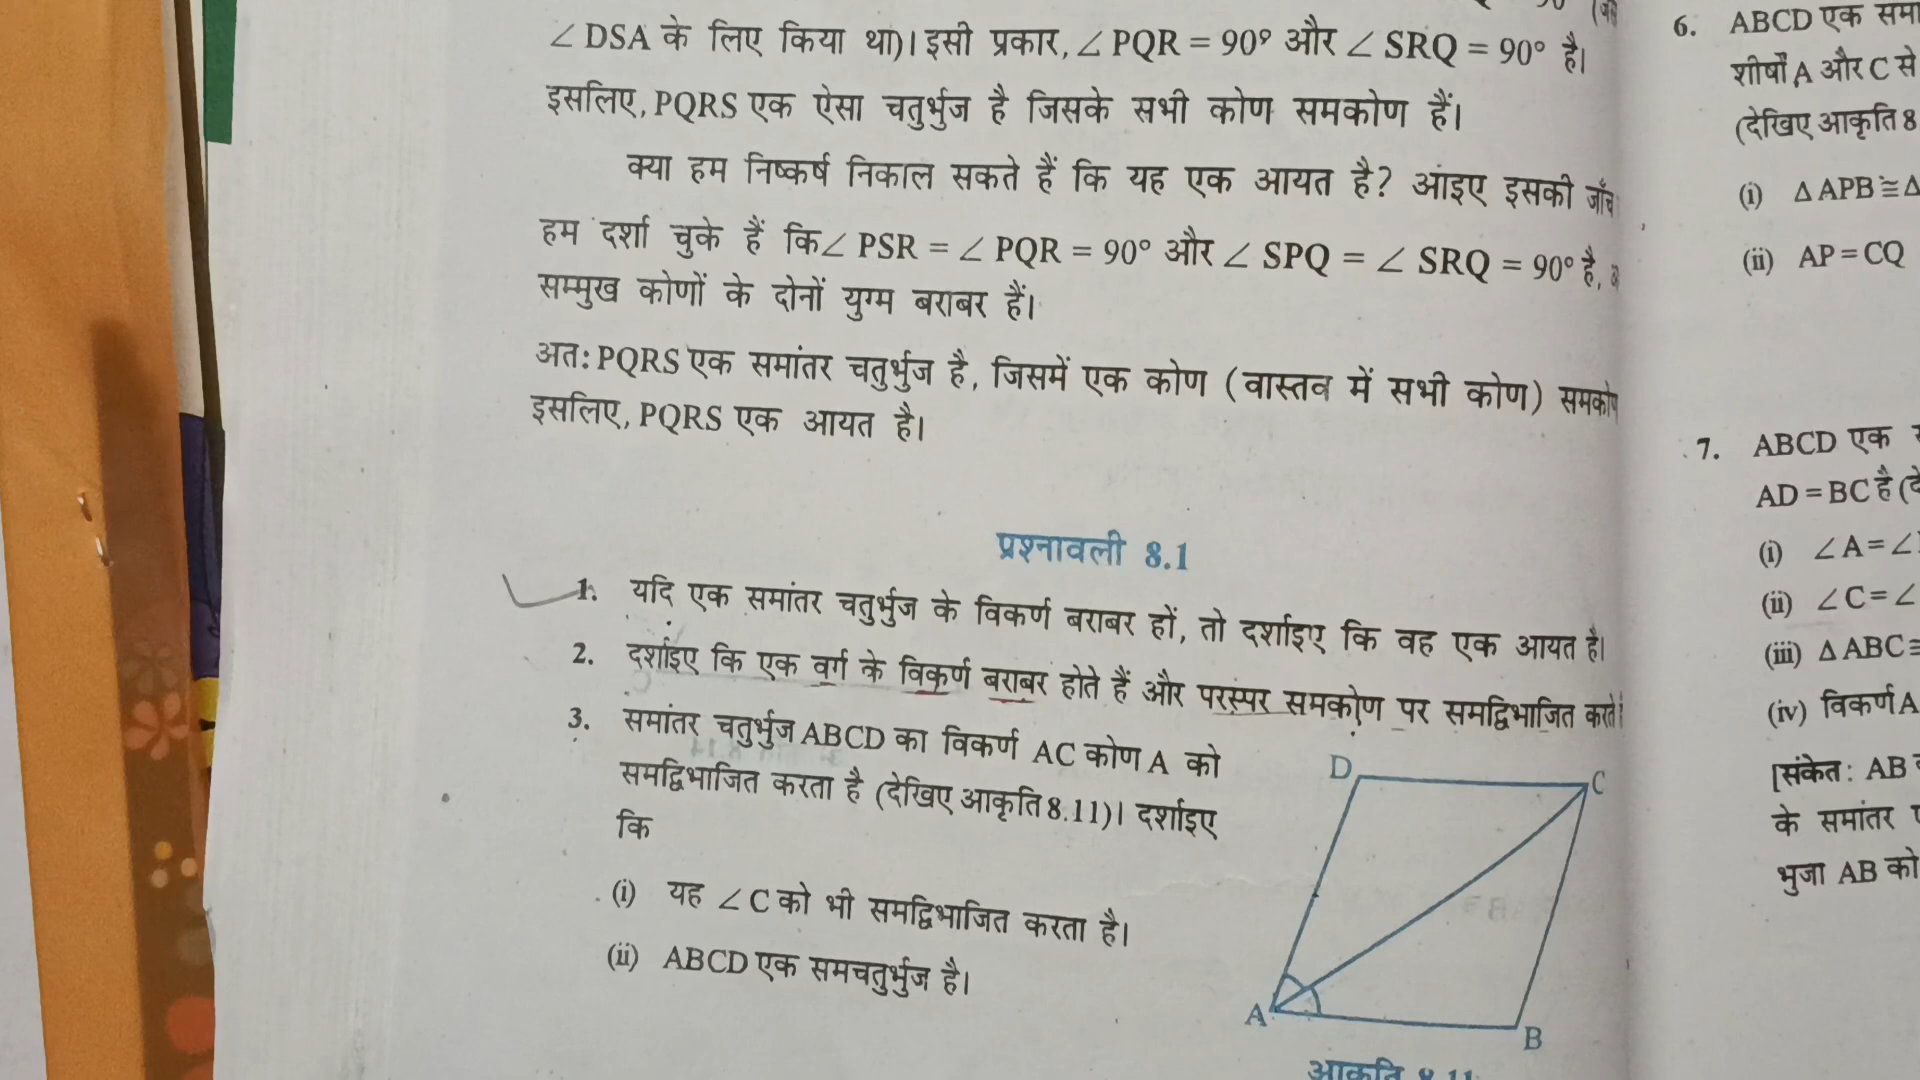 ∠DSA के लिए किया था)। इसी प्रकार, ∠ PQR = 90° और ∠ SRQ = 90° है।
इसलिए, PQRS एक ऐसा चतुर्भुज है जिसके सभी कोण समकोण हैं।
क्या हम निष्कर्ष निकाल सकते हैं कि यह एक आयत है? आइए इसकी जाँच
हम दर्शा चुके हैं कि ∠ PSR = ∠ PQR = 90° और ∠ SPQ = ∠ SRQ = 90° है,
सम्मुख कोणों के दोनों युग्म बराबर हैं।
अत: PQRS एक समांतर चतुर्भुज है, जिसमें एक कोण (वास्तव में सभी कोण) समकोण
इसलिए, PQRS एक आयत है।
प्रश्नावली 8.1
1. यदि एक समांतर चतुर्भुज के विकर्ण बराबर हों, तो दर्शाइए कि वह एक आयत है।
2. दर्शाइए कि एक वर्ग के विकर्ण बराबर होते हैं और परस्पर समकोण पर समद्विभाजित करते
3. समांतर चतुर्भुज ABCD का विकर्ण AC कोण A को
समद्विभाजित करता है (देखिए आकृति 8.11)। दर्शाइए
कि
(i) यह ∠C को भी समद्विभाजित करता है।
(ii) ABCD एक समचतुर्भुज है।
D
C
A
B
आकृति 8.11
6. ABCD एक
शीर्षों A और C से
(देखिए आकृति 8
(i) Δ APB ≅ Δ
(ii) AP = CQ
7. ABCD एक
AD = BC है
(i) ∠A = ∠
(ii) ∠C = ∠
(iii) Δ ABC ≅
(iv) विकर्ण A
[संकेत : AB
के समांतर
भुजा AB को